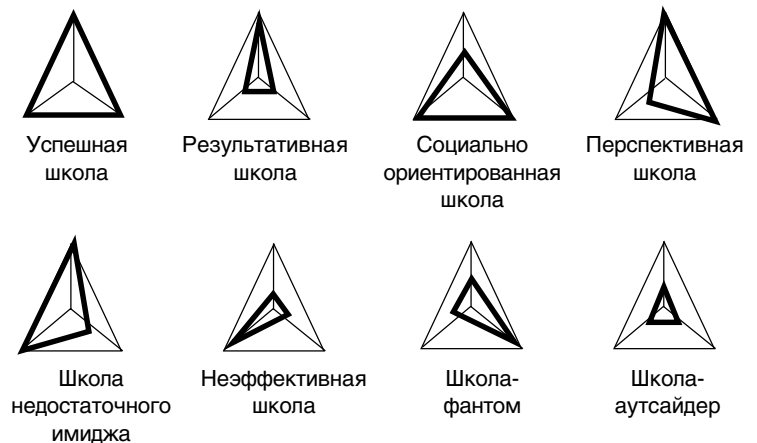 Успешная
школа
Результативная
школа
Социально
ориентированная
школа
Перспективная
школа
Школа
недостаточного
имиджа
Неэффективная
школа
Школа-
фантом
Школа-
аутсайдер